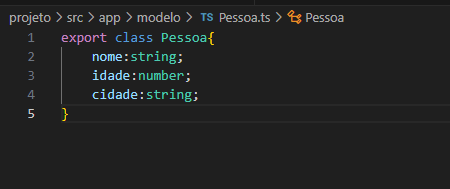 projeto > src > app > modelo > TS Pessoa.ts > Pessoa
1 export class Pessoa{
2 nome:string;
3 idade:number;
4 cidade:string;
5 }